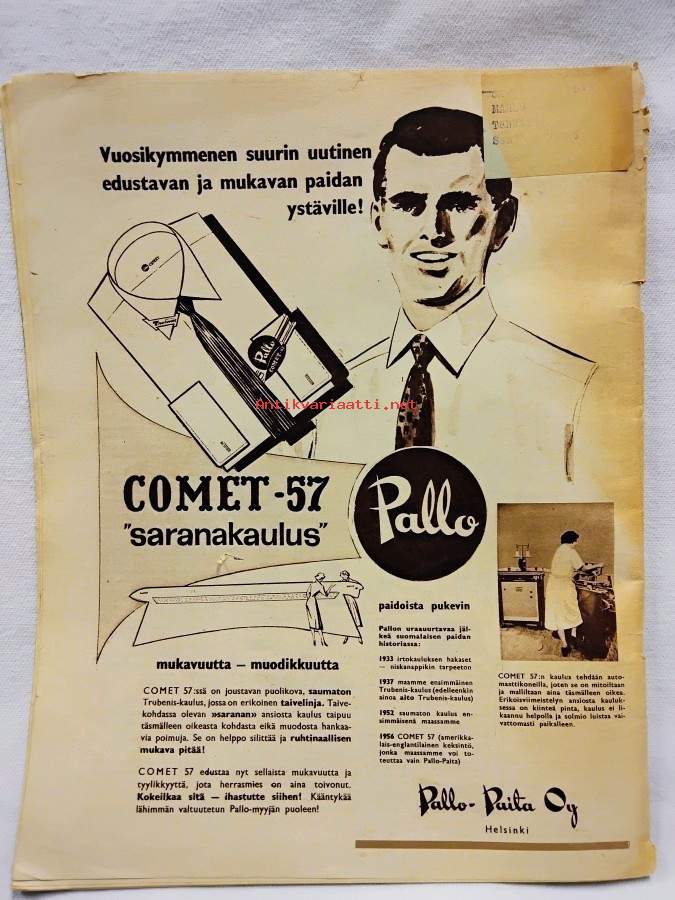 Vuosikymmenen suurin uutinen
edustavan ja mukavan paidan
ystäville!
COMET
Pallo
COMET
Antikvariaatti.net
COMET-57
"saranakaulus"
Pallo
mukavuutta — muodikkuutta
COMET 57:ssä on joustavan puolikova, saumaton
Trubenis-kaulus, jossa on erikoinen taivelinja. Taive-
kohdassa olevan »saranan» ansiosta kaulus taipuu
täsmälleen oikeasta kohdasta eikä muodosta hankaa-
via poimuja. Se on helppo silittää ja ruhtinaallisen
mukava pitää!
COMET 57 edustaa nyt sellaista mukavuutta ja
tyylikkyyttä, jota herrasmies on aina toivonut.
Kokeilkaa sitä — ihastutte siihen! Kääntykää
lähimmän valtuutetun Pallo-myyjän puoleen!
paidoista pukevin
Pallon uraauurtavaa jäl-
keä suomalaisen paidan
historiassa:
1933 irtokauluksen hakaset
— niskanappikin tarpeeton
1937 maamme ensimmäinen
Trubenis-kaulus (edelleenkin
ainoa aito Trubenis-kaulus)
1952 saumaton kaulus en-
simmäisenä maassamme
1956 COMET 57 (amerikka-
lais-englantilainen keksintö,
jonka maassamme voi to-
teuttaa vain Pallo-Paita)
COMET 57:n kaulus tehdään auto-
maattikoneilla, joten se on mitoiltaan
ja malliltaan aina täsmälleen oikea.
Erikoisviimeistelyn ansiosta kauluk-
sessa on kiinteä pinta, kaulus ei li-
kaannu helpolla ja solmio luistaa vai-
vattomasti paikalleen.
Pallo-Paita Oy
Helsinki